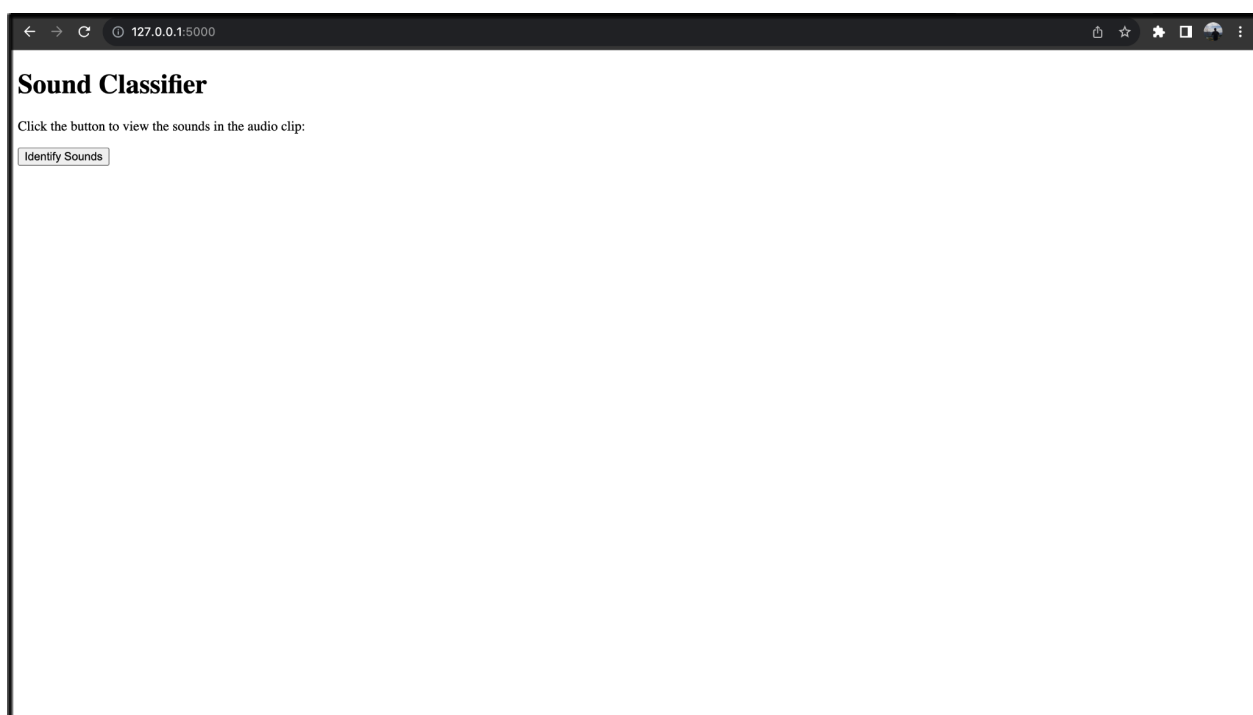 127.0.0.1:5000
Sound Classifier
Click the button to view the sounds in the audio clip:
Identify Sounds